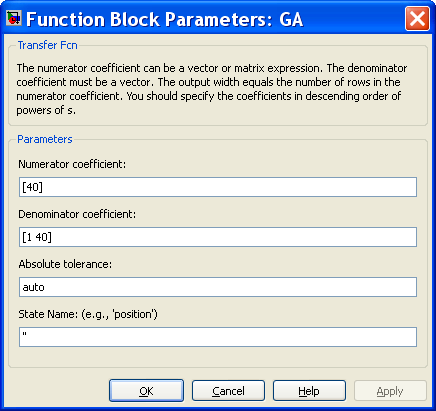 Function Block Parameters: GA
Transfer Fcn
The numerator coefficient can be a vector or matrix expression. The denominator
coefficient must be a vector. The output width equals the number of rows in the
numerator coefficient. You should specify the coefficients in descending order of
powers of s.
Parameters
Numerator coefficient:
[40]
Denominator coefficient:
[1 40]
Absolute tolerance:
auto
State Name: (e.g., 'position')
''
OK Cancel Help Apply